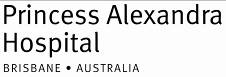 Princess Alexandra
Hospital
BRISBANE • AUSTRALIA